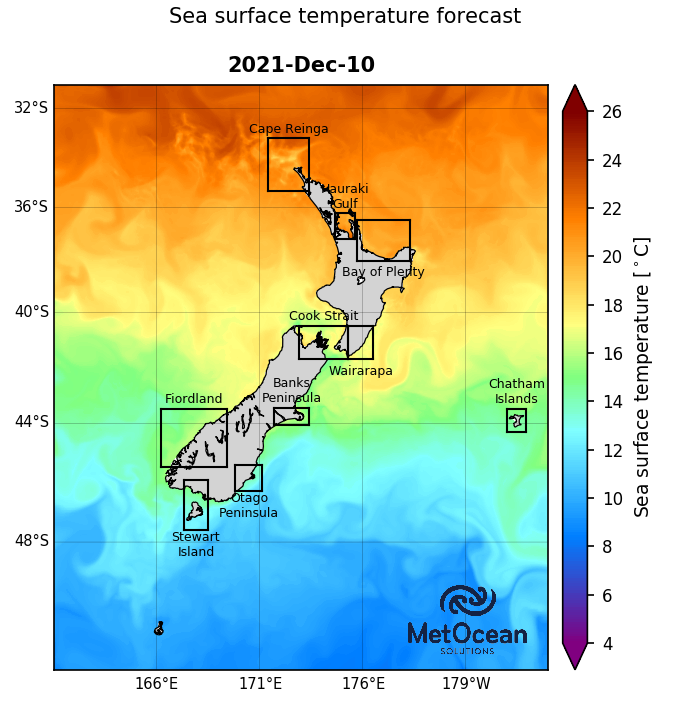 Sea surface temperature forecast
2021-Dec-10
32°S
36°S
40°S
44°S
48°S
166°E
171°E
176°E
179°W
Cape Reinga
Hauraki
Gulf
Bay of Plenty
Cook Strait
Wairarapa
Banks
Peninsula
Fiordland
Chatham
Islands
Otago
Peninsula
Stewart
Island
MetOcean
SOLUTIONS
26
24
22
20
18
16
14
12
10
8
6
4
Sea surface temperature [°C]